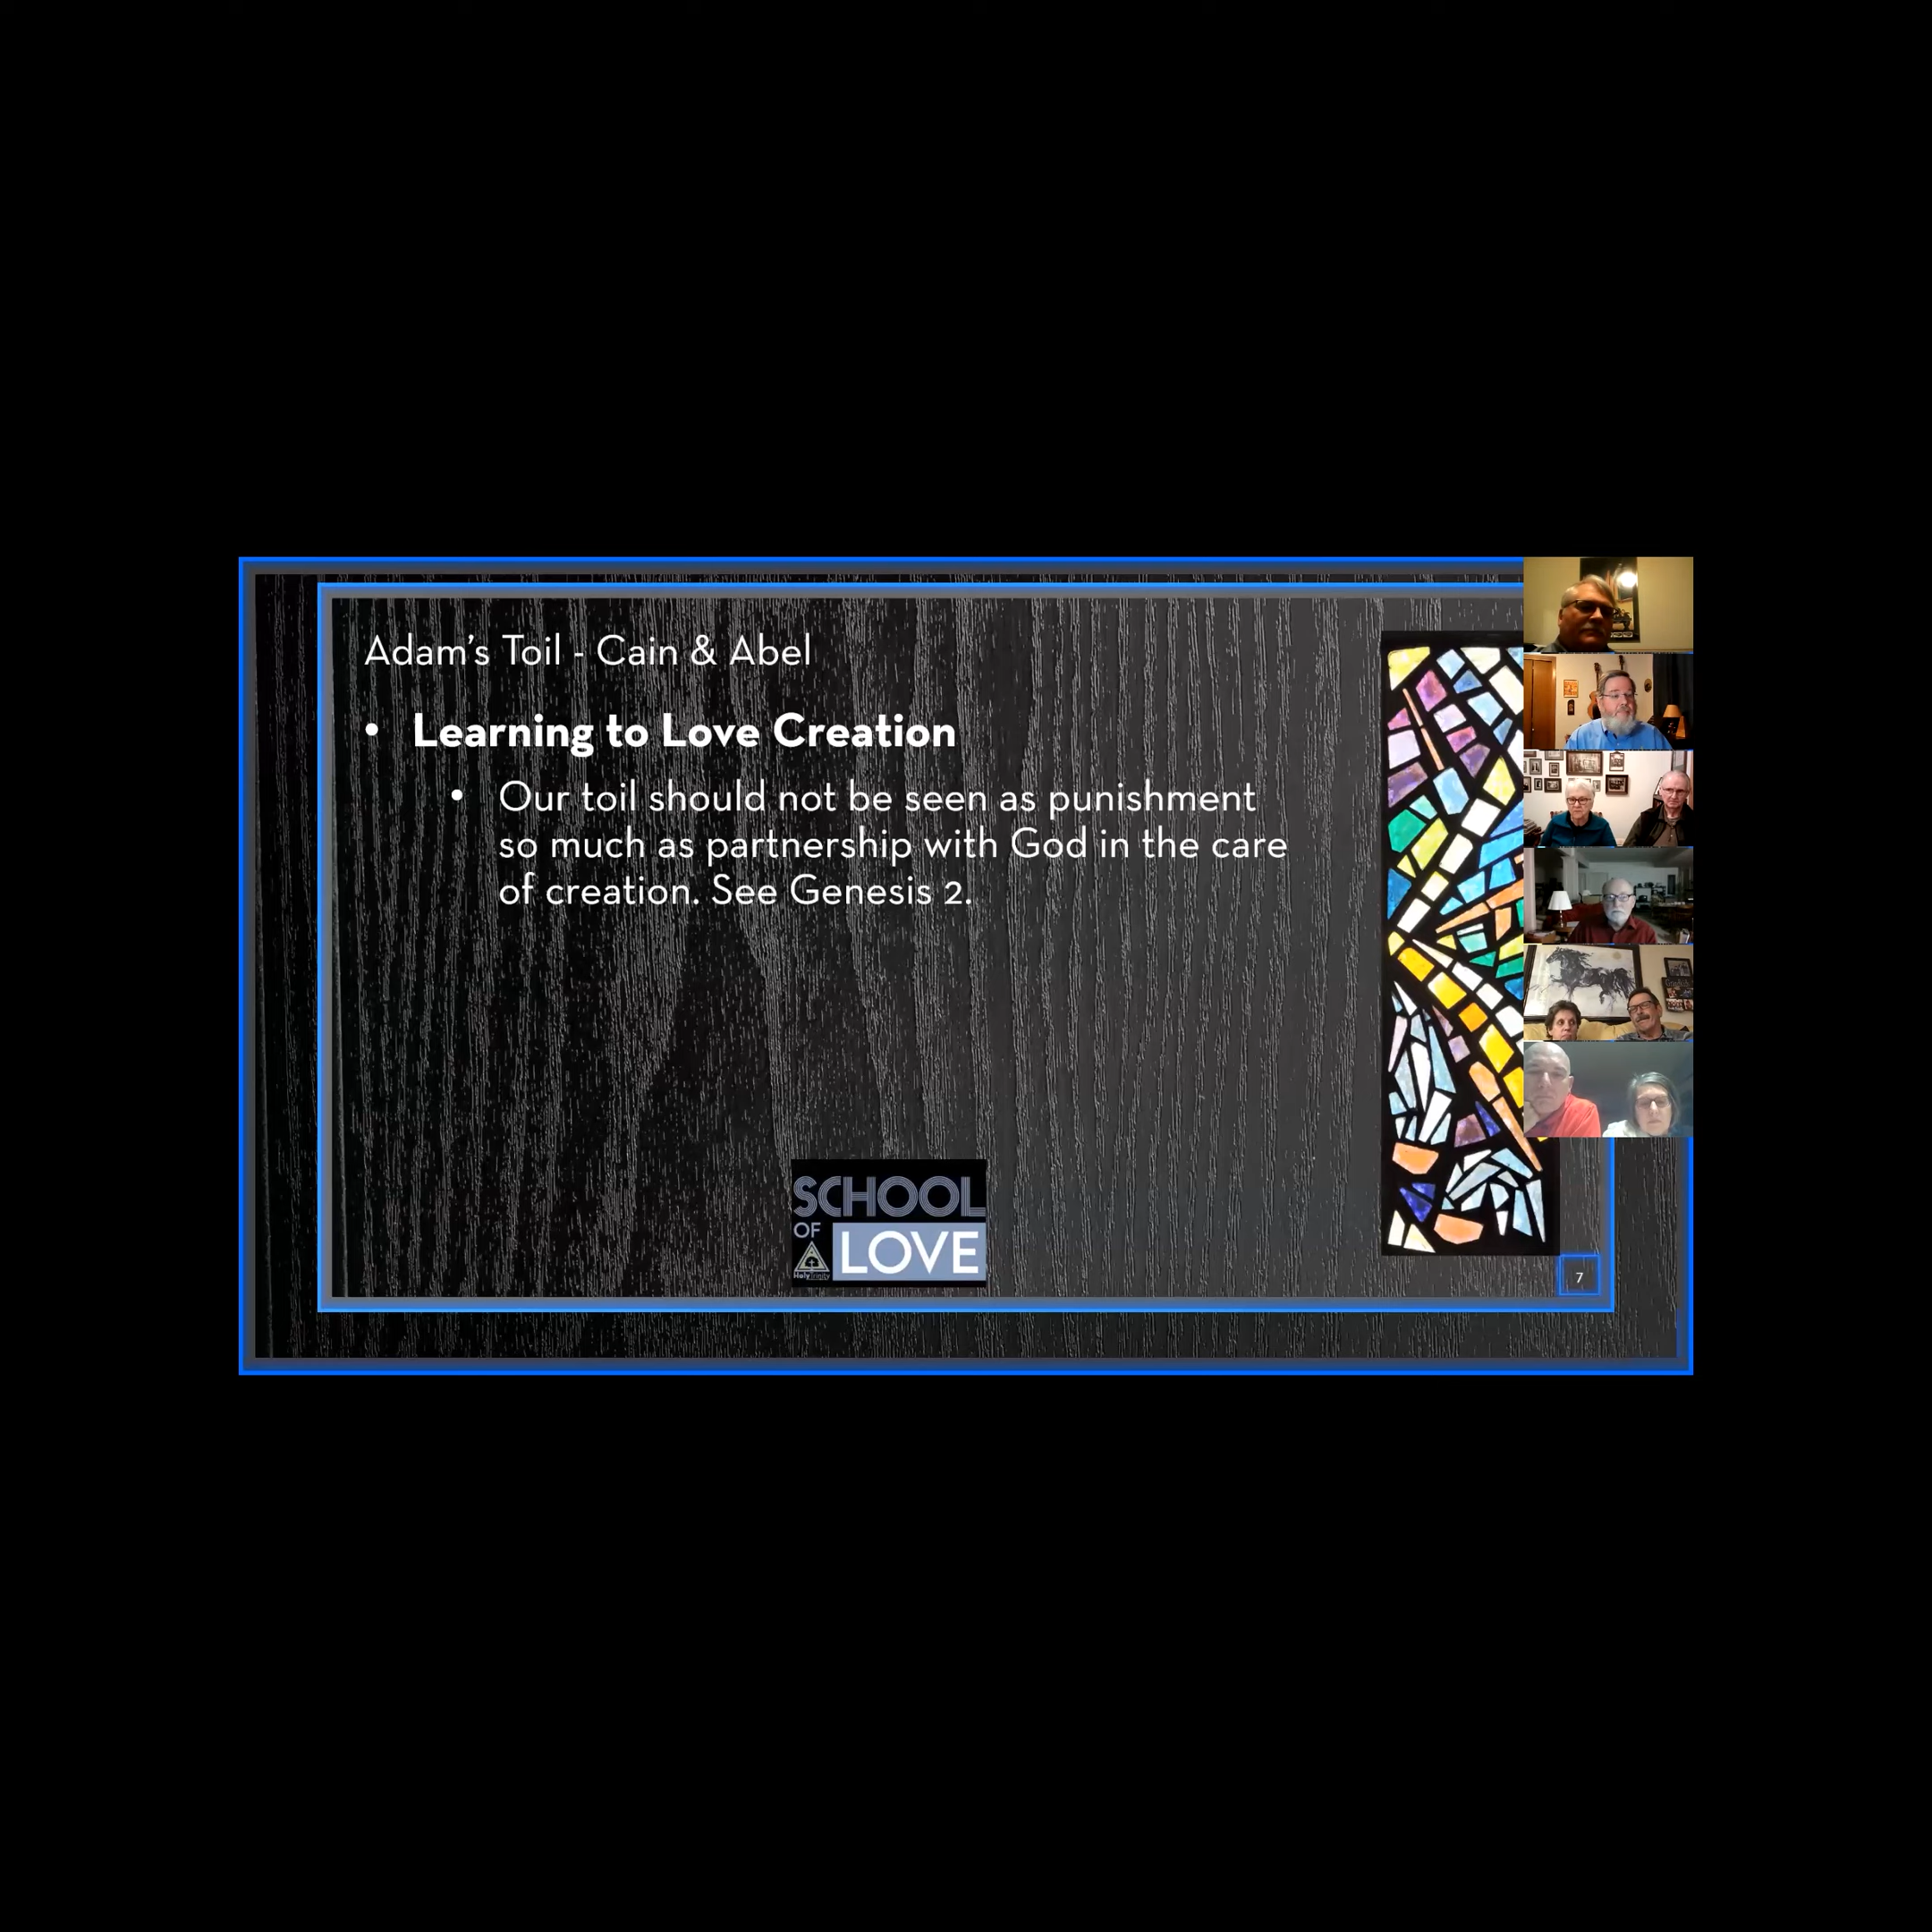 Adam's Toil - Cain & Abel
• Learning to Love Creation
• Our toil should not be seen as punishment
so much as partnership with God in the care
of creation. See Genesis 2.
SCHOOL
OF
LOVE
HolyTrinity
7